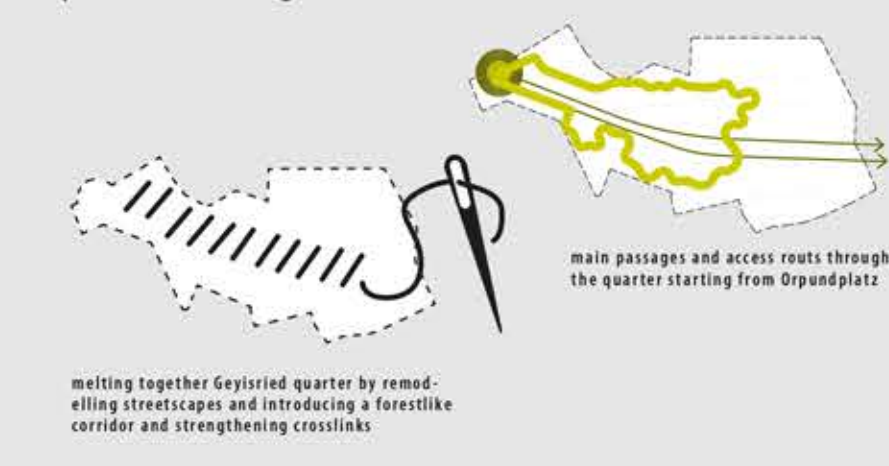 main passages and access routs through
the quarter starting from Orpundplatz
melting together Geyisried quarter by remod-
elling streetscapes and introducing a forestlike
corridor and strengthening crosslinks